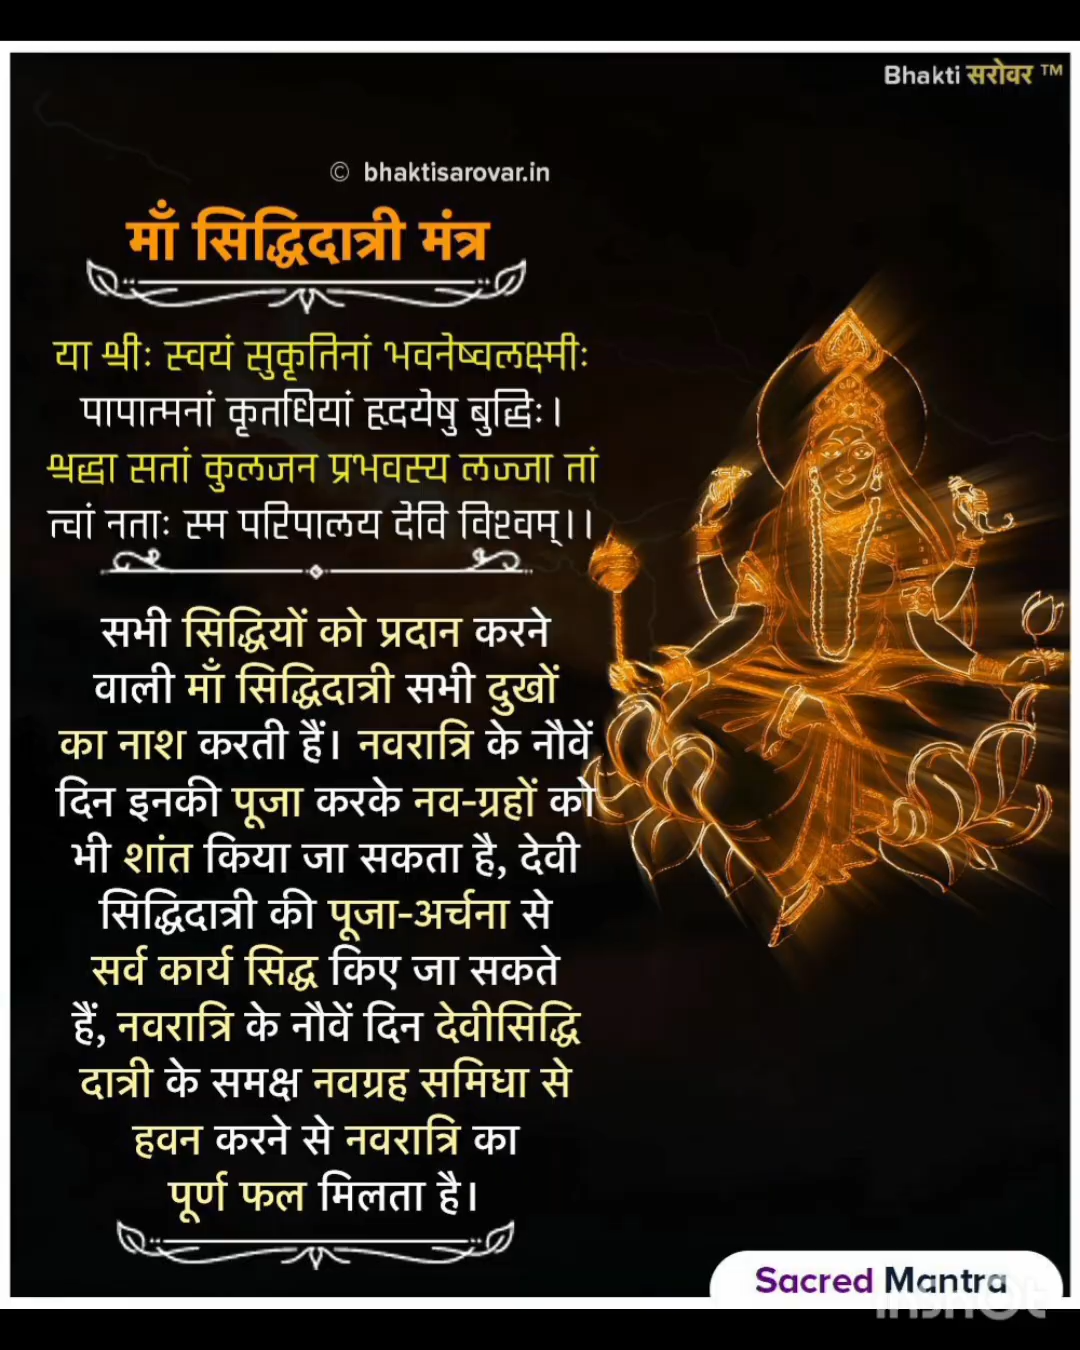 Bhakti सरोवर ™
© bhaktisarovar.in
माँ सिद्धिदात्री मंत्र
या श्रीः स्वयं सुकृतिनां भवनेष्वलक्ष्मीः
पापात्मनां कृतधियां हृदयेषु बुद्धिः।
श्रद्धा सतां कुलजन प्रभवस्य लज्जा तां
त्वां नताः स्म परिपालय देवि विश्वम्।।
सभी सिद्धियों को प्रदान करने
वाली माँ सिद्धिदात्री सभी दुखों
का नाश करती हैं। नवरात्रि के नौवें
दिन इनकी पूजा करके नव-ग्रहों को
भी शांत किया जा सकता है, देवी
सिद्धिदात्री की पूजा-अर्चना से
सर्व कार्य सिद्ध किए जा सकते
हैं, नवरात्रि के नौवें दिन देवीसिद्धि
दात्री के समक्ष नवग्रह समिधा से
हवन करने से नवरात्रि का
पूर्ण फल मिलता है।
Sacred Mantra
INSHOT